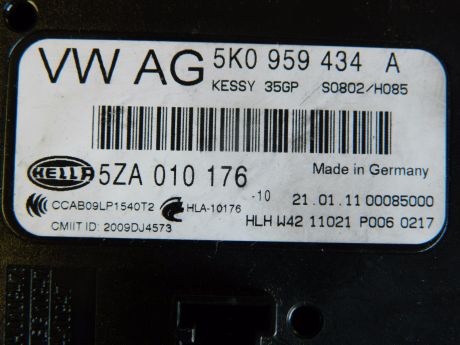 VW AG 5K0 959 434 A
KESSY 35GP S0802/H085
HELLA 5ZA 010 176 -10 Made in Germany
CCAB09LP1540T2 HLA-10176 21.01.11 00085000
CMIIT ID: 2009DJ4573 HLH W42 11021 P006 0217